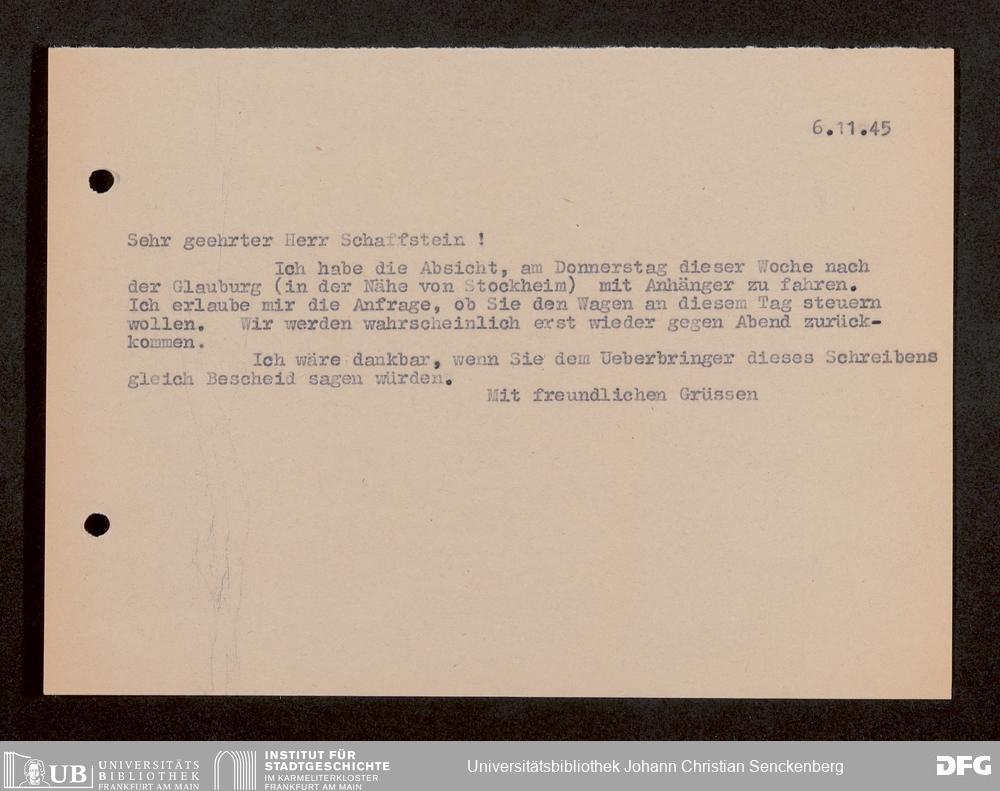 6.11.45
Sehr geehrter Herr Schaffstein !
Ich habe die Absicht, am Donnerstag dieser Woche nach
der Glauburg (in der Nähe von Stockheim) mit Anhänger zu fahren.
Ich erlaube mir die Anfrage, ob Sie den Wagen an diesem Tag steuern
wollen. Wir werden wahrscheinlich erst wieder gegen Abend zurück-
kommen.
Ich wäre dankbar, wenn Sie dem Ueberbringer dieses Schreibens
gleich Bescheid sagen würden.
Mit freundlichen Grüssen
UB UNIVERSITÄTS
BIBLIOTHEK
FRANKFURT AM MAIN
INSTITUT FÜR
STADTGESCHICHTE
IM KARMELITERKLOSTER
FRANKFURT AM MAIN
Universitätsbibliothek Johann Christian Senckenberg
DFG